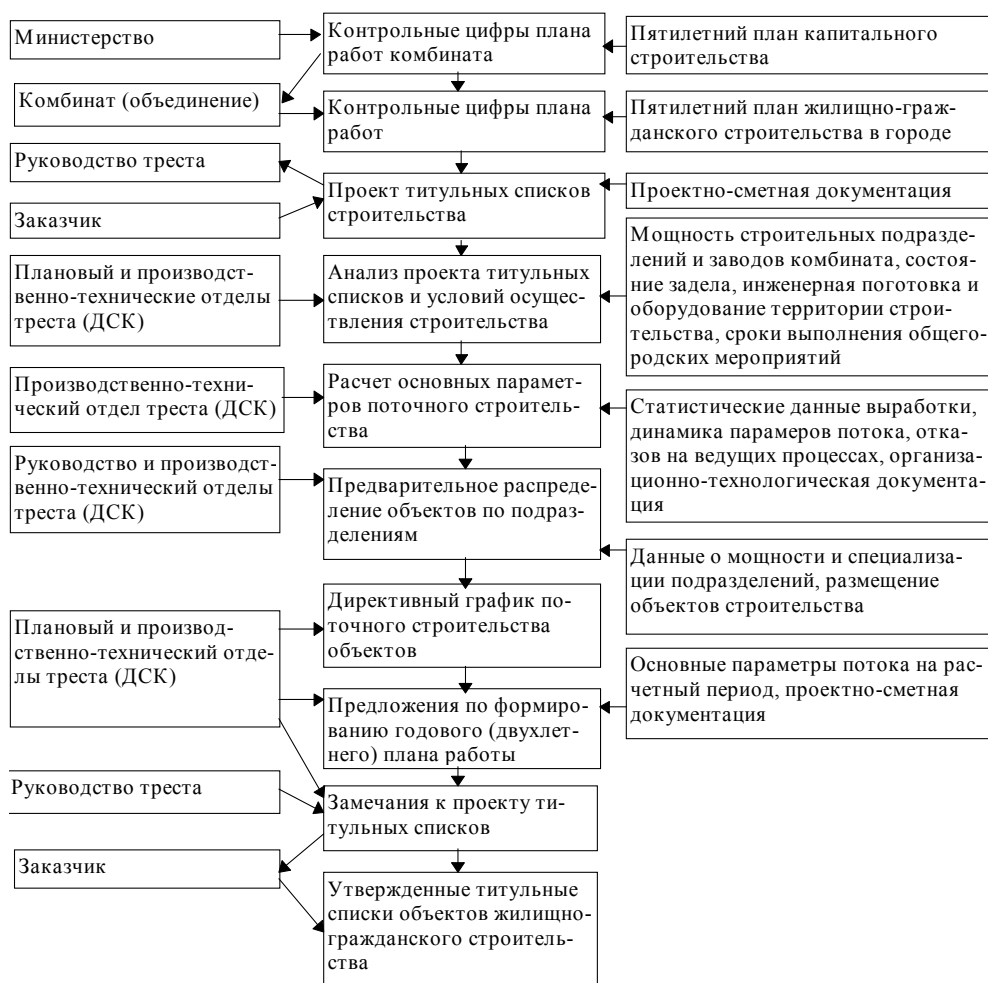 Министерство
Контрольные цифры плана
работ комбината
Пятилетний план капитального
строительства
Комбинат (объединение)
Контрольные цифры плана
работ
Пятилетний план жилищно-граж-
данского строительства в городе
Руководство треста
Проект титульных списков
строительства
Проектно-сметная документация
Заказчик
Плановый и производст-
венно-технические отделы
треста (ДСК)
Анализ проекта титульных
списков и условий осущес-
твления строительства
Мощность строительных подразде-
лений и заводов комбината, состоя-
ние задела, инженерная поготовка и
оборудование территории строи-
тельства, сроки выполнения общего-
родских мероприятий
Производственно-техни-
ческий отдел треста (ДСК)
Расчет основных парамет-
ров поточного строитель-
ства
Статистические данные выработки,
динамика парамеров потока, отка-
зов на ведущих процессах, организа-
ционно-технологическая документа-
ция
Руководство и производст-
венно-технический отделы
треста (ДСК)
Предварительное распреде-
ление объектов по подраз-
делениям
Данные о мощности и специализа-
ции подразделений, размещение
объектов строительства
Плановый и производ-
ственно-технический отде-
лы треста (ДСК)
Директивный график по-
точного строительства
объектов
Основные параметры потока на рас-
четный период, проектно-сметная
документация
Предложения по формиро-
ванию годового (двухлет-
него) плана работы
Руководство треста
Замечания к проекту ти-
тульных списков
Заказчик
Утвержденные титульные
списки объектов жилищно-
гражданского строитель-
ства